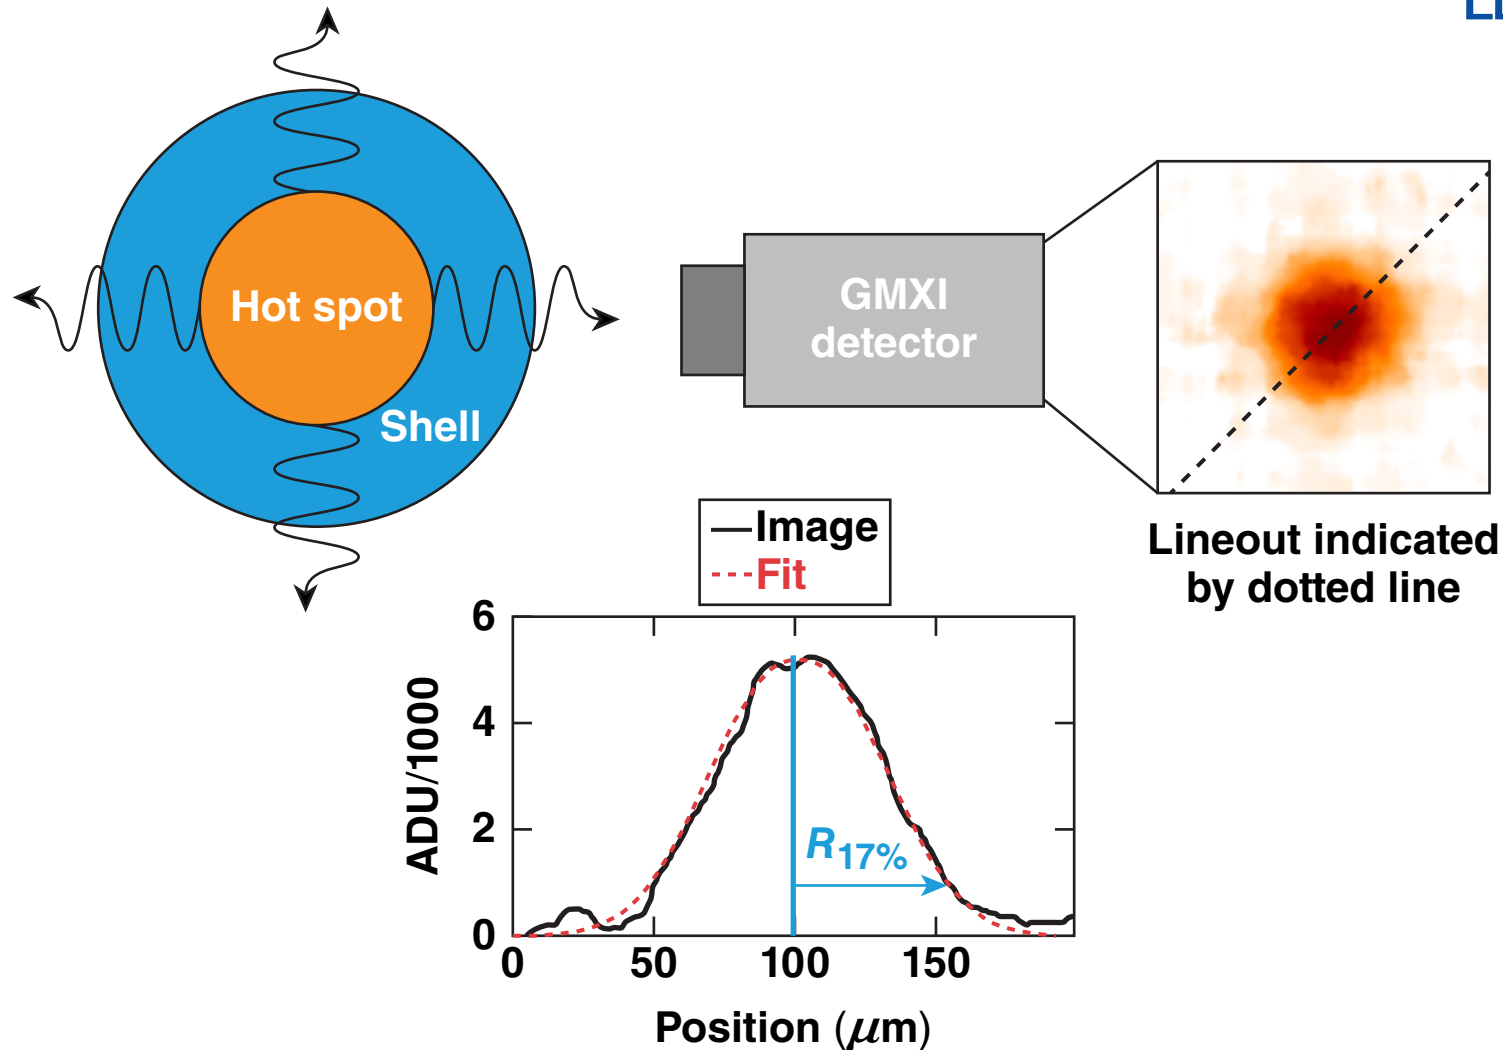 Hot spot
Shell
GMXI
detector
Lineout indicated
by dotted line
Image
Fit
6
4
2
0
ADU/1000
R17%
0 50 100 150
Position (μm)